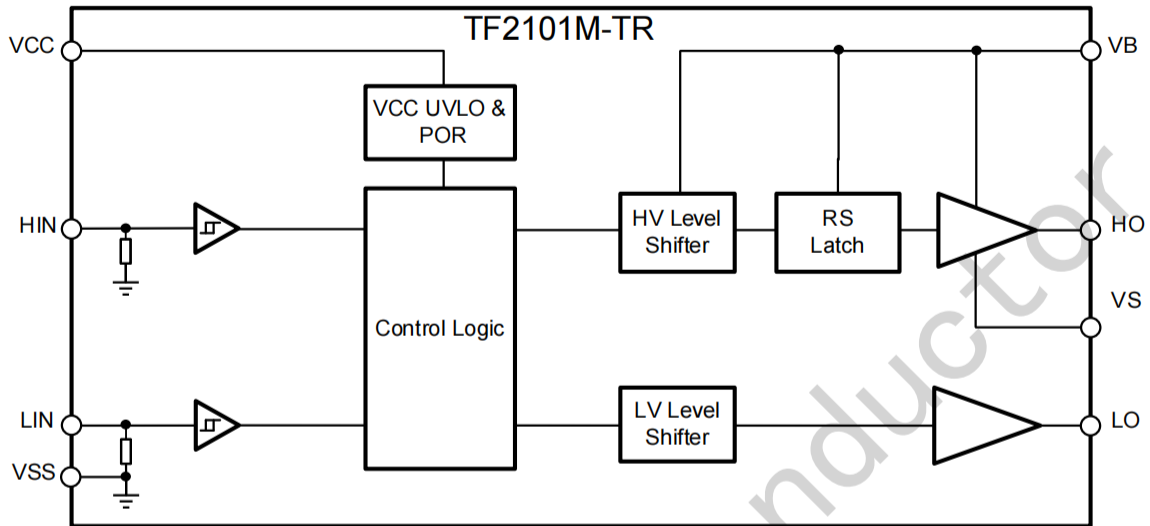 TF2101M-TR
VCC
VB
VCC UVLO &
POR
HIN
HV Level
Shifter
RS
Latch
HO
VS
Control Logic
LIN
LV Level
Shifter
LO
VSS
nductor